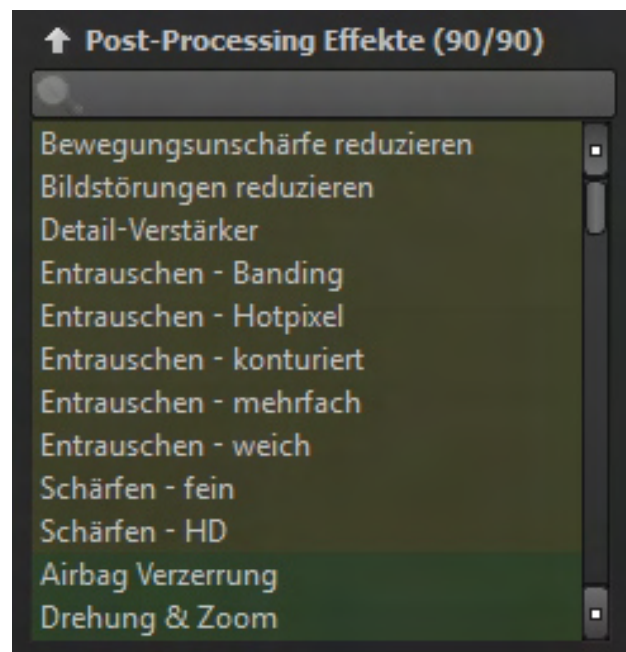 Post-Processing Effekte (90/90)
Bewegungsunschärfe reduzieren
Bildstörungen reduzieren
Detail-Verstärker
Entrauschen - Banding
Entrauschen - Hotpixel
Entrauschen - konturiert
Entrauschen - mehrfach
Entrauschen - weich
Schärfen - fein
Schärfen - HD
Airbag Verzerrung
Drehung & Zoom